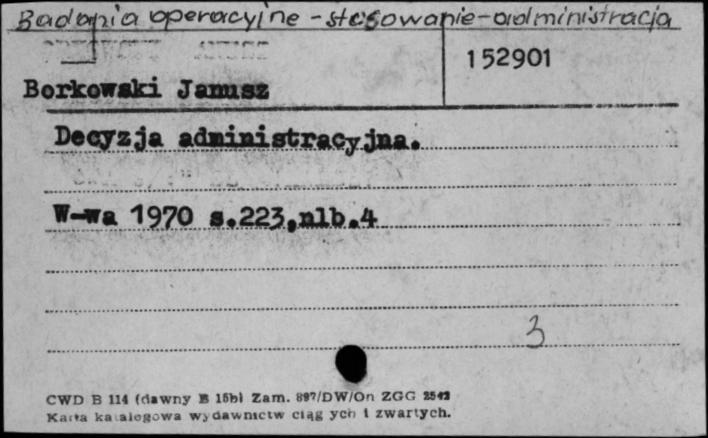 Badania operacyjne - stosowanie - administracja
152901
Borkowski Janusz
Decyzja administracyjna.
W-wa 1970 s.223,nlb.4
3
CWD B 114 (dawny B 15b) Zam. 897/DW/On ZGG 2542
Karta katalogowa wydawnictw ciągłych i zwartych.